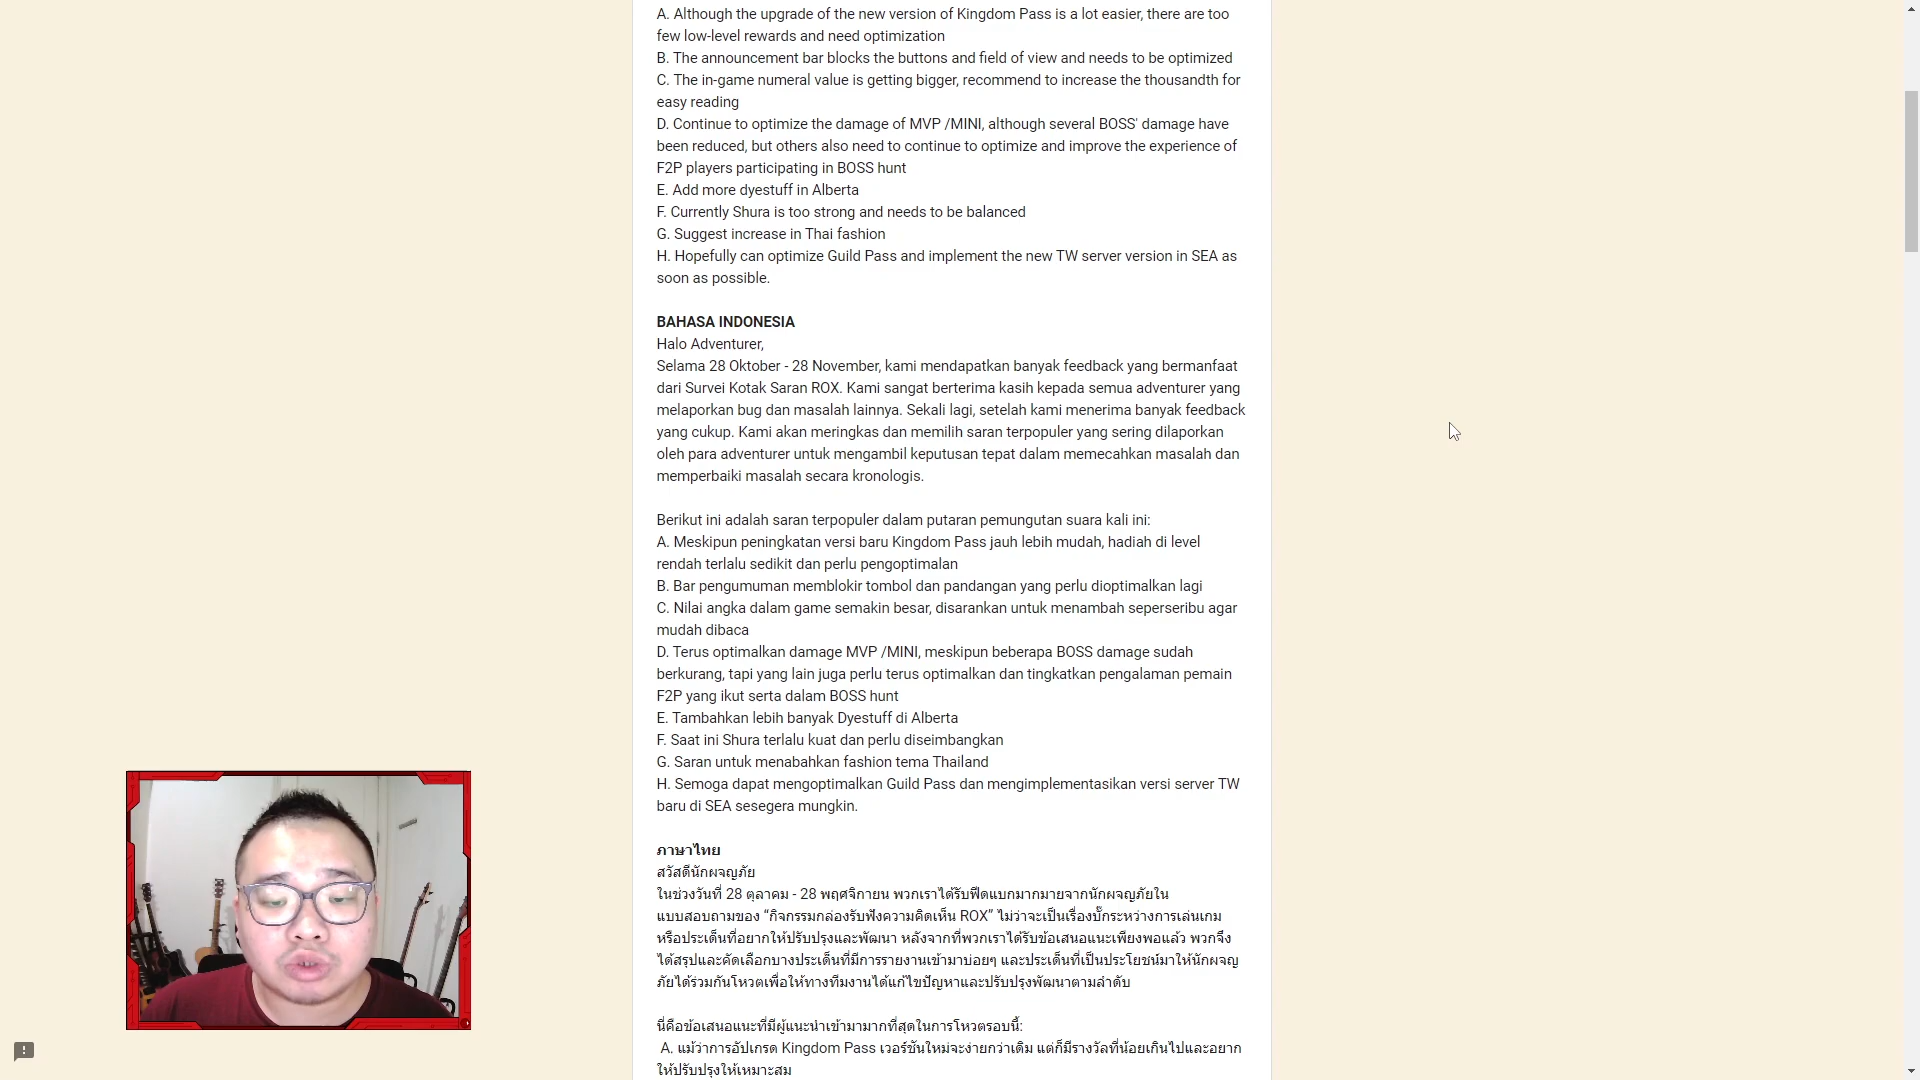 A. Although the upgrade of the new version of Kingdom Pass is a lot easier, there are too
few low-level rewards and need optimization
B. The announcement bar blocks the buttons and field of view and needs to be optimized
C. The in-game numeral value is getting bigger, recommend to increase the thousandth for
easy reading
D. Continue to optimize the damage of MVP /MINI, although several BOSS' damage have
been reduced, but others also need to continue to optimize and improve the experience of
F2P players participating in BOSS hunt
E. Add more dyestuff in Alberta
F. Currently Shura is too strong and needs to be balanced
G. Suggest increase in Thai fashion
H. Hopefully can optimize Guild Pass and implement the new TW server version in SEA as
soon as possible.
BAHASA INDONESIA
Halo Adventurer,
Selama 28 Oktober - 28 November, kami mendapatkan banyak feedback yang bermanfaat
dari Survei Kotak Saran ROX. Kami sangat berterima kasih kepada semua adventurer yang
melaporkan bug dan masalah lainnya. Sekali lagi, setelah kami menerima banyak feedback
yang cukup. Kami akan meringkas dan memilih saran terpopuler yang sering dilaporkan
oleh para adventurer untuk mengambil keputusan tepat dalam memecahkan masalah dan
memperbaiki masalah secara kronologis.
Berikut ini adalah saran terpopuler dalam putaran pemungutan suara kali ini:
A. Meskipun peningkatan versi baru Kingdom Pass jauh lebih mudah, hadiah di level
rendah terlalu sedikit dan perlu pengoptimalan
B. Bar pengumuman memblokir tombol dan pandangan yang perlu dioptimalkan lagi
C. Nilai angka dalam game semakin besar, disarankan untuk menambah seperseribu agar
mudah dibaca
D. Terus optimalkan damage MVP /MINI, meskipun beberapa BOSS damage sudah
berkurang, tapi yang lain juga perlu terus optimalkan dan tingkatkan pengalaman pemain
F2P yang ikut serta dalam BOSS hunt
E. Tambahkan lebih banyak Dyestuff di Alberta
F. Saat ini Shura terlalu kuat dan perlu diseimbangkan
G. Saran untuk menabahkan fashion tema Thailand
H. Semoga dapat mengoptimalkan Guild Pass dan mengimplementasikan versi server TW
baru di SEA sesegera mungkin.
ภาษาไทย
สวัสดีนักผจญภัย
ในช่วงวันที่ 28 ตุลาคม - 28 พฤศจิกายน พวกเราได้รับฟีดแบกมากมายจากนักผจญภัยใน
แบบสอบถามของ “กิจกรรมกล่องรับฟังความคิดเห็น ROX” ไม่ว่าจะเป็นเรื่องบั๊กระหว่างการเล่นเกม
หรือประเด็นที่อยากให้ปรับปรุงและพัฒนา หลังจากที่พวกเราได้รับข้อเสนอแนะเพียงพอแล้ว พวกจึง
ได้สรุปและคัดเลือกบางประเด็นที่มีการรายงานเข้ามาบ่อยๆ และประเด็นที่เป็นประโยชน์มาให้นักผจญ
ภัยได้ร่วมกันโหวตเพื่อให้ทางทีมงานได้แก้ไขปัญหาและปรับปรุงพัฒนาตามลำดับ
นี่คือข้อเสนอแนะที่มีผู้แนะนำเข้ามามากที่สุดในการโหวตรอบนี้:
A. แม้ว่าการอัปเกรด Kingdom Pass เวอร์ชันใหม่จะง่ายกว่าเดิม แต่ก็มีรางวัลที่น้อยเกินไปและอยาก
ให้ปรับปรุงให้เหมาะสม